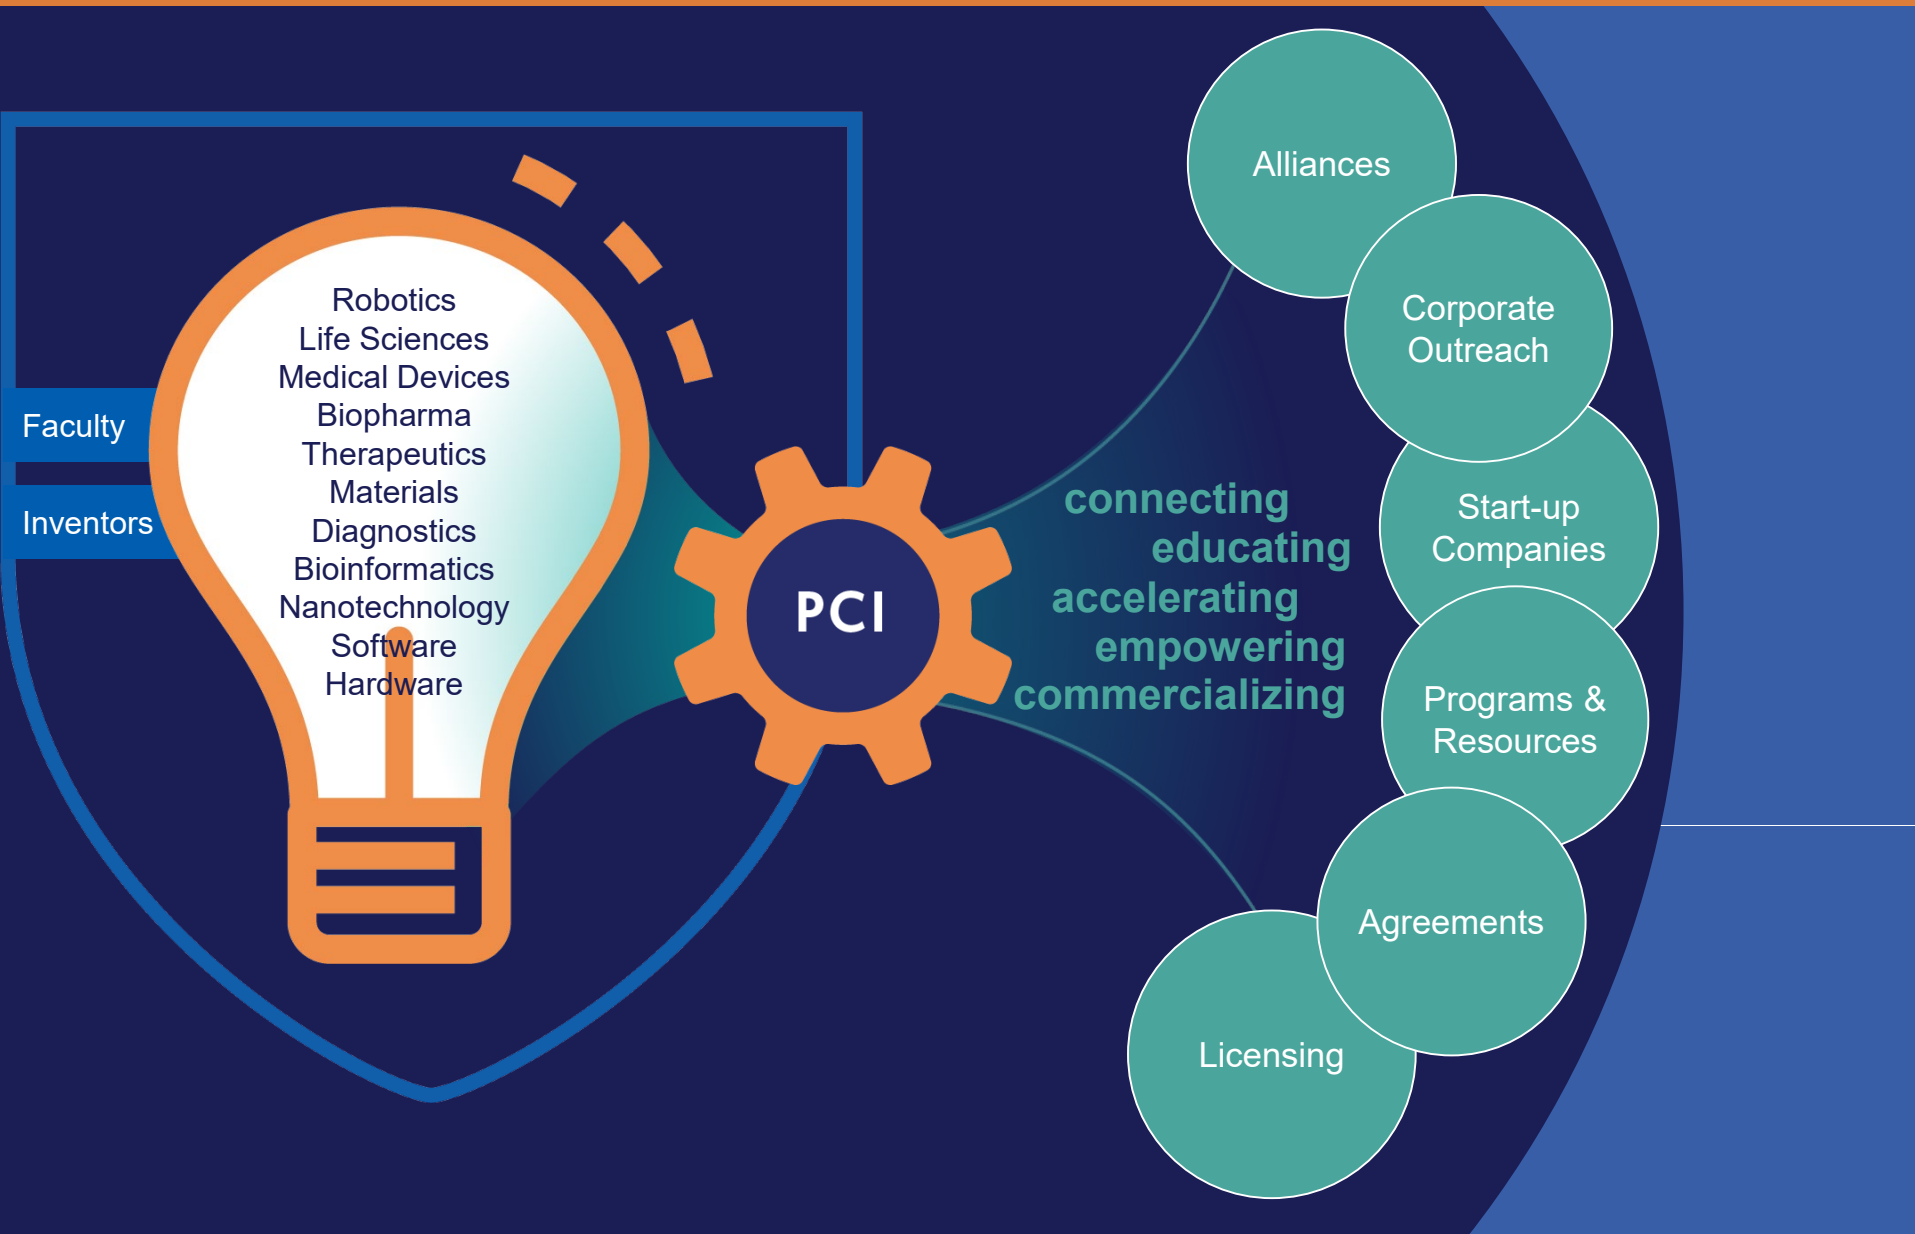 Faculty
Inventors
Robotics
Life Sciences
Medical Devices
Biopharma
Therapeutics
Materials
Diagnostics
Bioinformatics
Nanotechnology
Software
Hardware
PCI
connecting
educating
accelerating
empowering
commercializing
Alliances
Corporate
Outreach
Start-up
Companies
Programs &
Resources
Agreements
Licensing